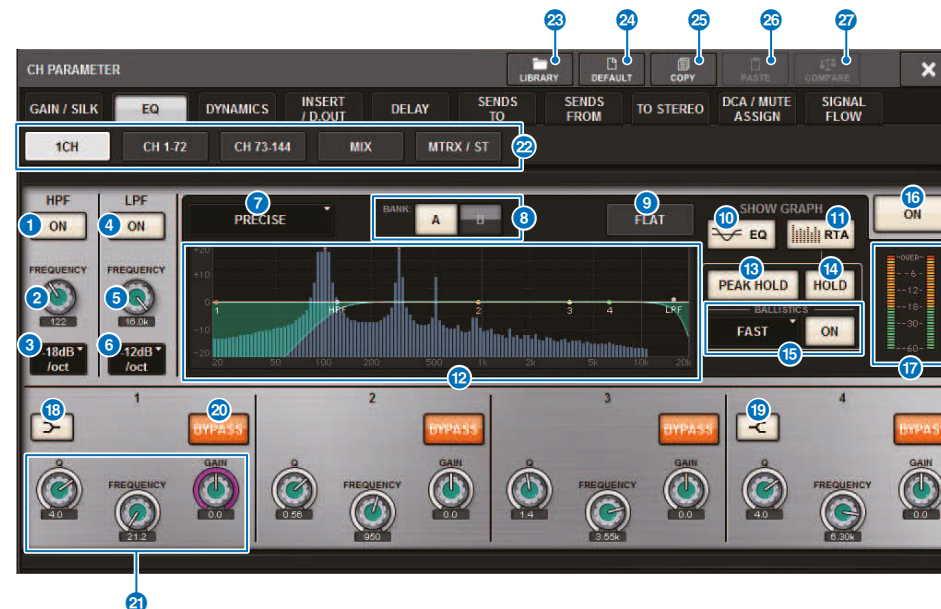 23 24 25 26 27
CH PARAMETER
LIBRARY DEFAULT COPY PASTE COMPARE
GAIN / SILK EQ DYNAMICS INSERT / D.OUT DELAY SENDS TO SENDS FROM TO STEREO DCA / MUTE ASSIGN SIGNAL FLOW
1CH CH 1-72 CH 73-144 MIX MTRX / ST 22
HPF LPF
1 ON 4 ON
7 PRECISE
BANK: A B 8
9 FLAT
SHOW GRAPH
10 EQ 11 RTA
16 ON
FREQUENCY FREQUENCY
2 5
122 16.0k
3 -18dB /oct
6 -12dB /oct
+20
+10
0
-10
-20
1 HPF 2 3 4 LPF
20 50 100 200 500 1k 2k 5k 10k 20k
12
13 PEAK HOLD 14 HOLD
BALLISTICS
FAST ON
15
OVER
-6-
-12-
-18-
-30-
-60-
17
1 2 3 4
18 20 BYPASS BYPASS BYPASS 19 BYPASS
Q FREQUENCY GAIN
4.0 21.2 0.0
Q FREQUENCY GAIN
0.56 950 0.0
Q FREQUENCY GAIN
1.4 3.55k 0.0
Q FREQUENCY GAIN
4.0 6.30k 0.0
21